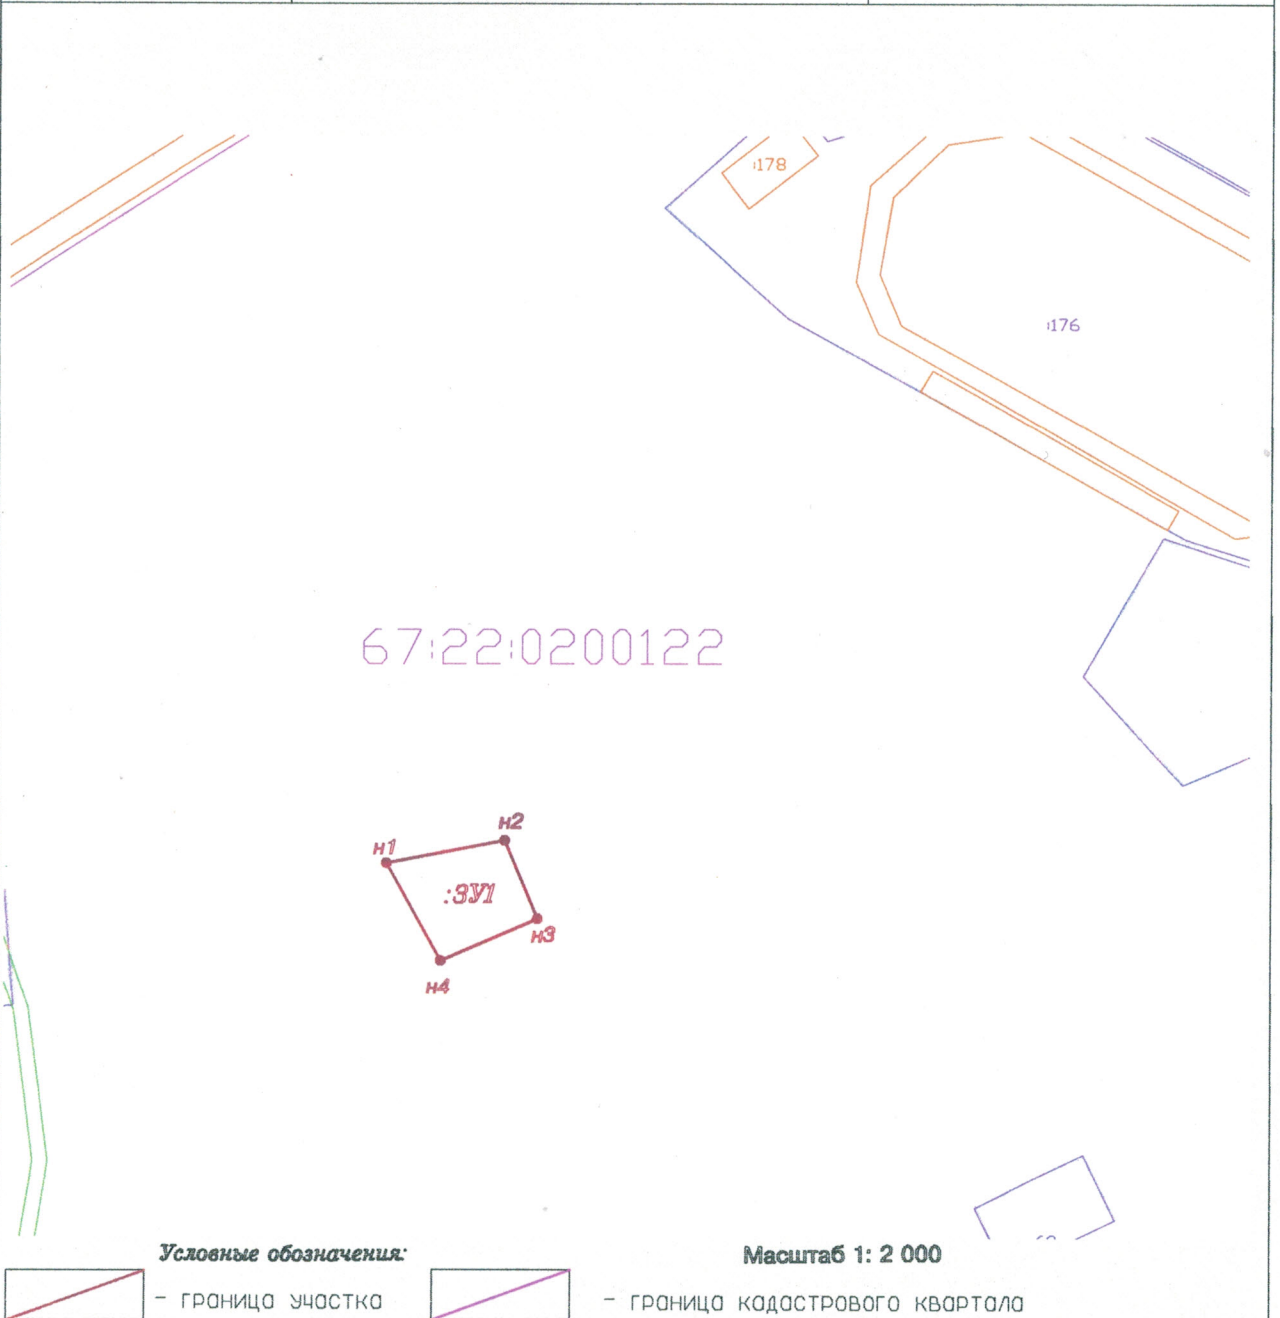 :178
:176
67:22:0200122
н2
н1
:ЗУ1
н3
н4
Условные обозначения:
Масштаб 1: 2 000
- граница участка
- граница кадастрового квартала